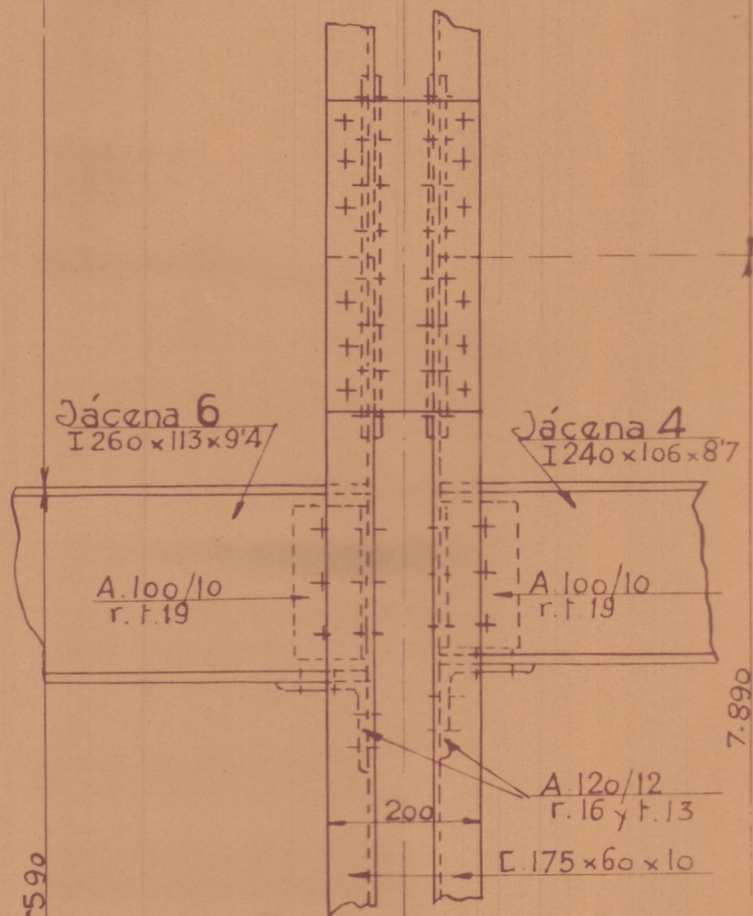 Jácena 6
I 260 x 113 x 9'4
Jácena 4
I 240 x 106 x 8'7
A.100/10
r. t. 19
A.100/10
r. t. 19
7.890
A.120/12
r. 16 y t. 13
200
[. 175 x 60 x 10